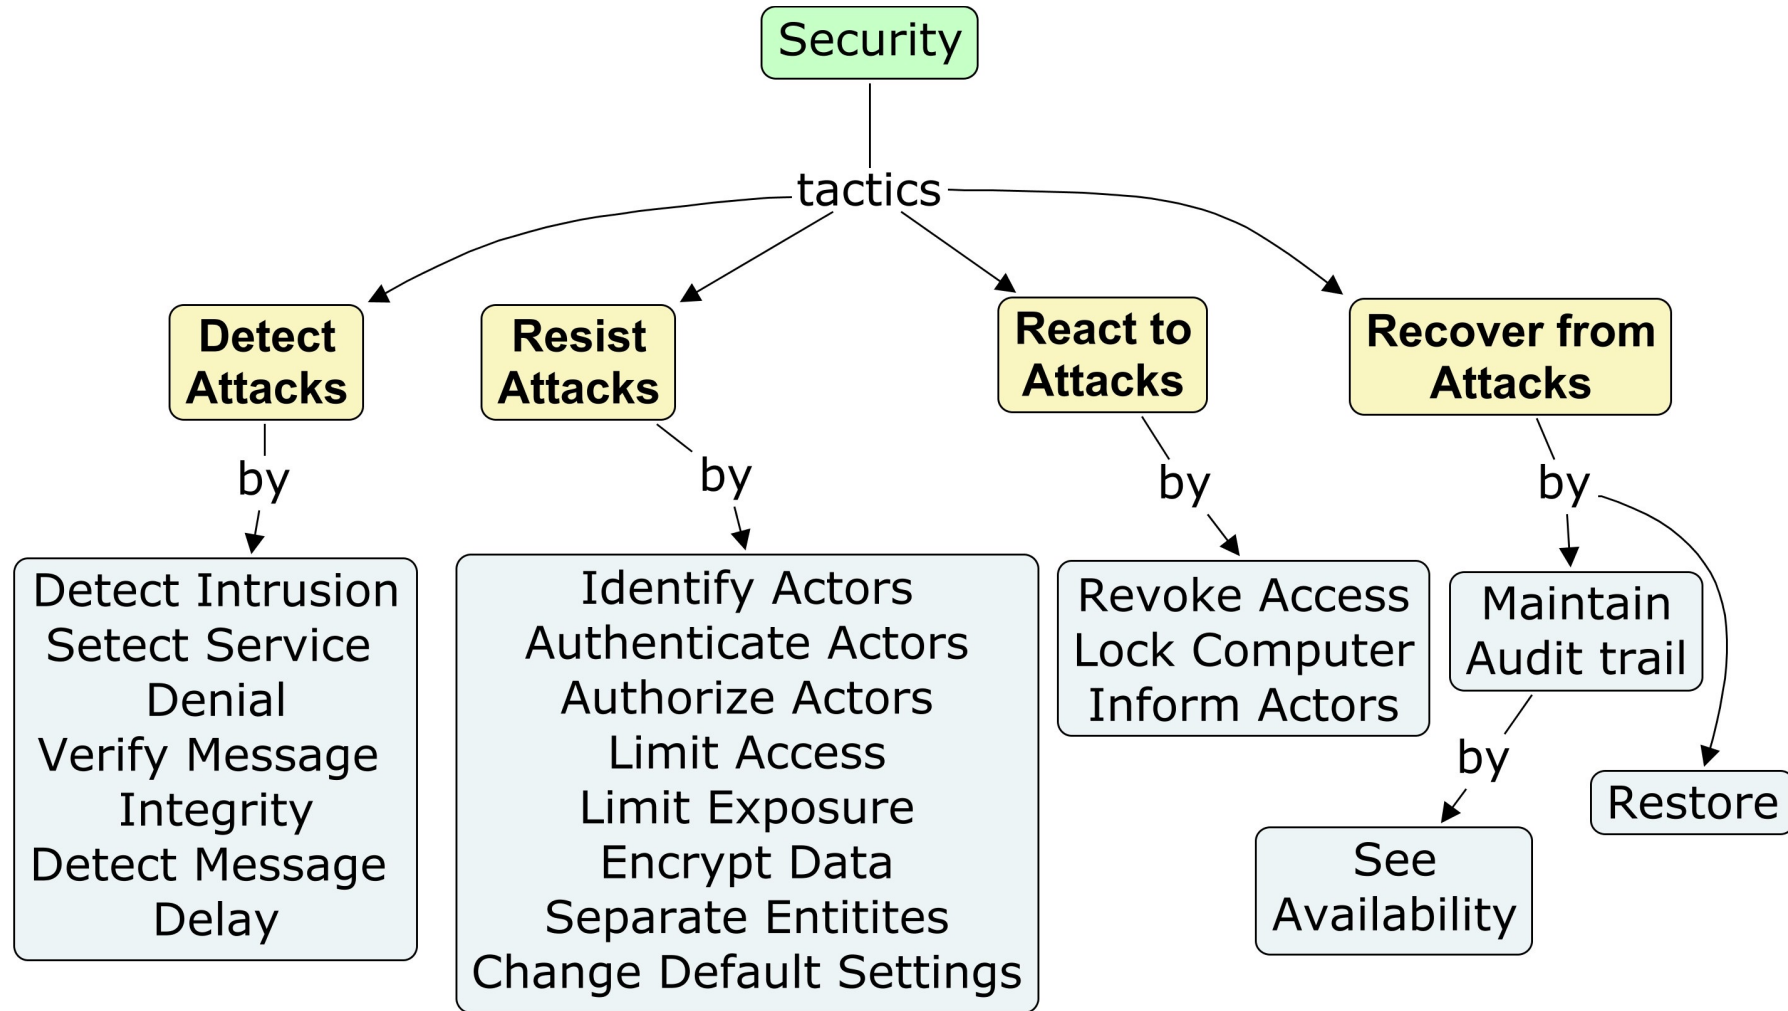 Security
tactics
Detect
Attacks
Resist
Attacks
React to
Attacks
Recover from
Attacks
by
by
by
by
Detect Intrusion
Setect Service
Denial
Verify Message
Integrity
Detect Message
Delay
Identify Actors
Authenticate Actors
Authorize Actors
Limit Access
Limit Exposure
Encrypt Data
Separate Entitites
Change Default Settings
Revoke Access
Lock Computer
Inform Actors
Maintain
Audit trail
by
Restore
See
Availability